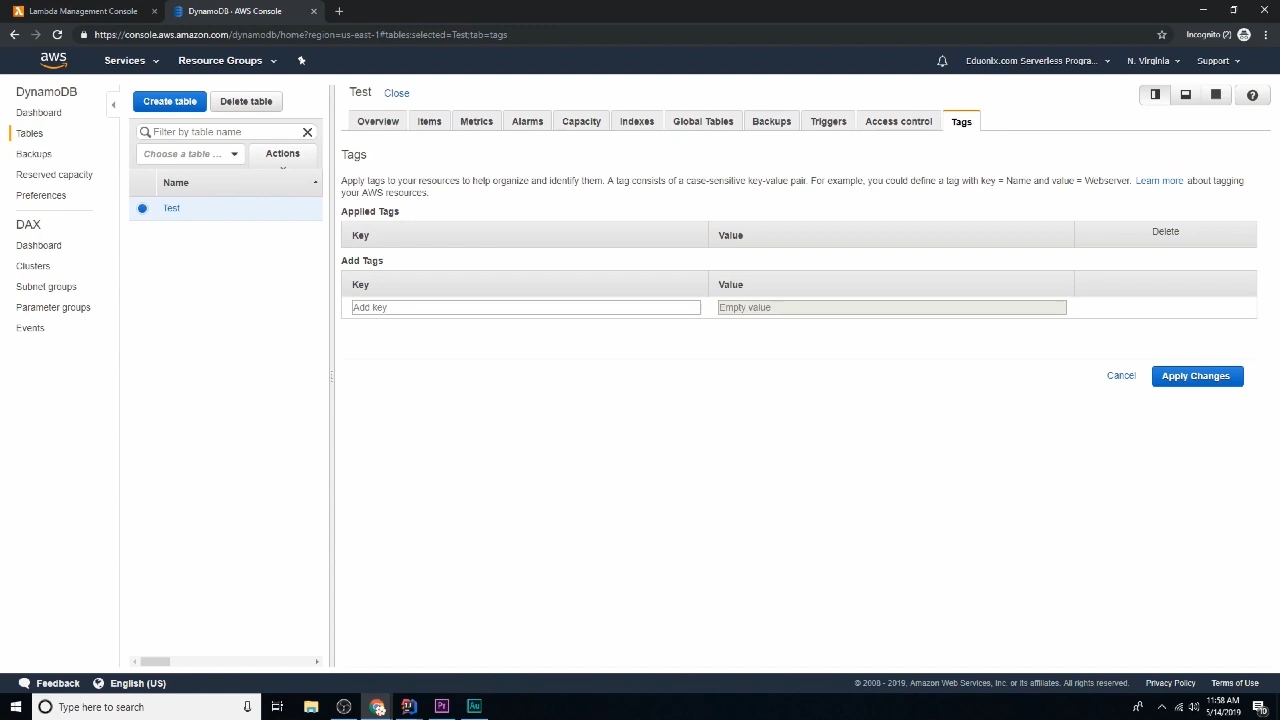 Lambda Management Console
DynamoDB · AWS Console
https://console.aws.amazon.com/dynamodb/home?region=us-east-1#tables:selected=Test;tab=tags
Incognito (2)
aws
Services
Resource Groups
Eduonix.com Serverless Progra...
N. Virginia
Support
DynamoDB
Dashboard
Tables
Backups
Reserved capacity
Preferences
DAX
Dashboard
Clusters
Subnet groups
Parameter groups
Events
Create table
Delete table
Filter by table name
Choose a table ...
Actions
Name
Test
Test
Close
Overview
Items
Metrics
Alarms
Capacity
Indexes
Global Tables
Backups
Triggers
Access control
Tags
Tags
Apply tags to your resources to help organize and identify them. A tag consists of a case-sensitive key-value pair. For example, you could define a tag with key = Name and value = Webserver. Learn more about tagging
your AWS resources.
Applied Tags
Key
Value
Delete
Add Tags
Key
Value
Add key
Empty value
Cancel
Apply Changes
Feedback
English (US)
© 2008 - 2019, Amazon Web Services, Inc. or its affiliates. All rights reserved.
Privacy Policy
Terms of Use
Type here to search
Pr
Au
11:58 AM
5/14/2019